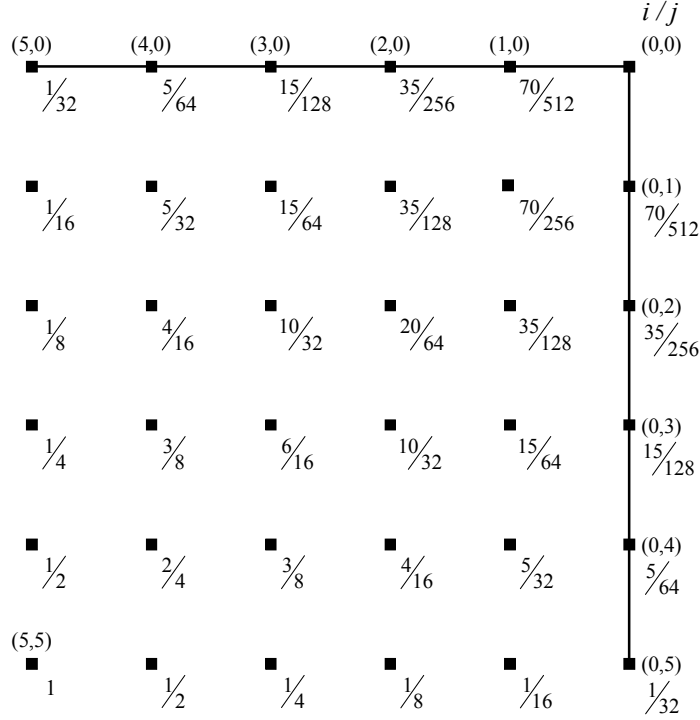 i / j
(5,0) (4,0) (3,0) (2,0) (1,0) (0,0)
1/32 5/64 15/128 35/256 70/512
(0,1)
1/16 5/32 15/64 35/128 70/256 70/512
(0,2)
1/8 4/16 10/32 20/64 35/128 35/256
(0,3)
1/4 3/8 6/16 10/32 15/64 15/128
(0,4)
1/2 2/4 3/8 4/16 5/32 5/64
(5,5) (0,5)
1 1/2 1/4 1/8 1/16 1/32